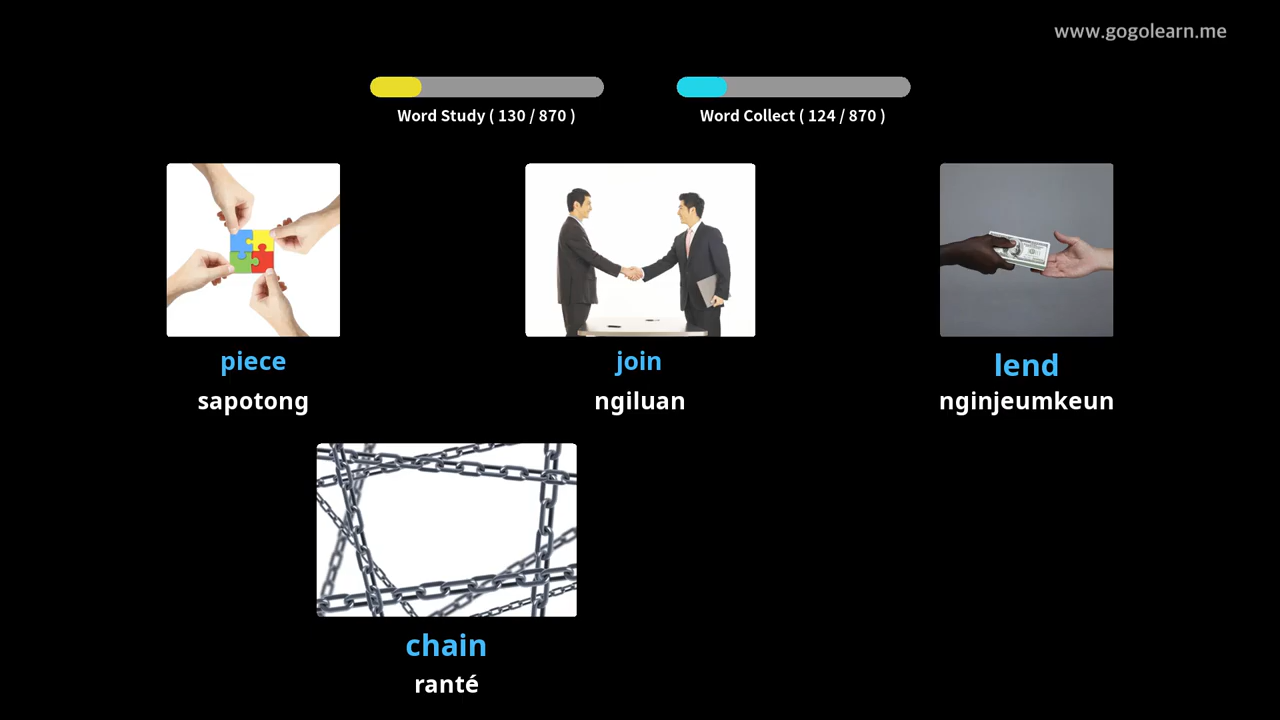 www.gogolearn.me
Word Study ( 130 / 870 )
Word Collect ( 124 / 870 )
piece
sapotong
join
ngiluan
lend
nginjeumkeun
chain
ranté